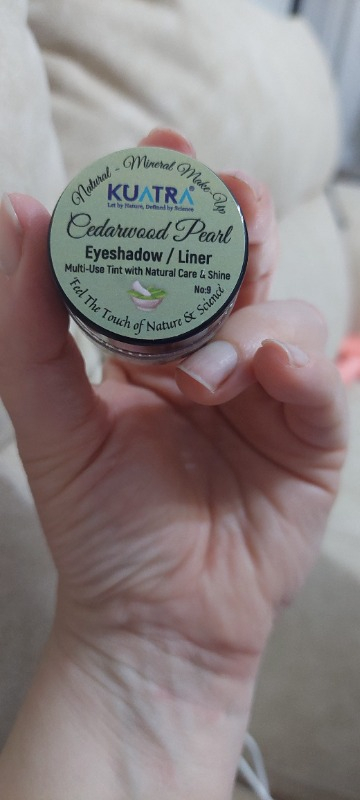 Natural - Mineral Make-Up
KUATRA®
Let by Nature, Defined by Science
Cedarwood Pearl
Eyeshadow / Liner
Multi-Use Tint with Natural Care & Shine
No:9
Feel The Touch of Nature & Science